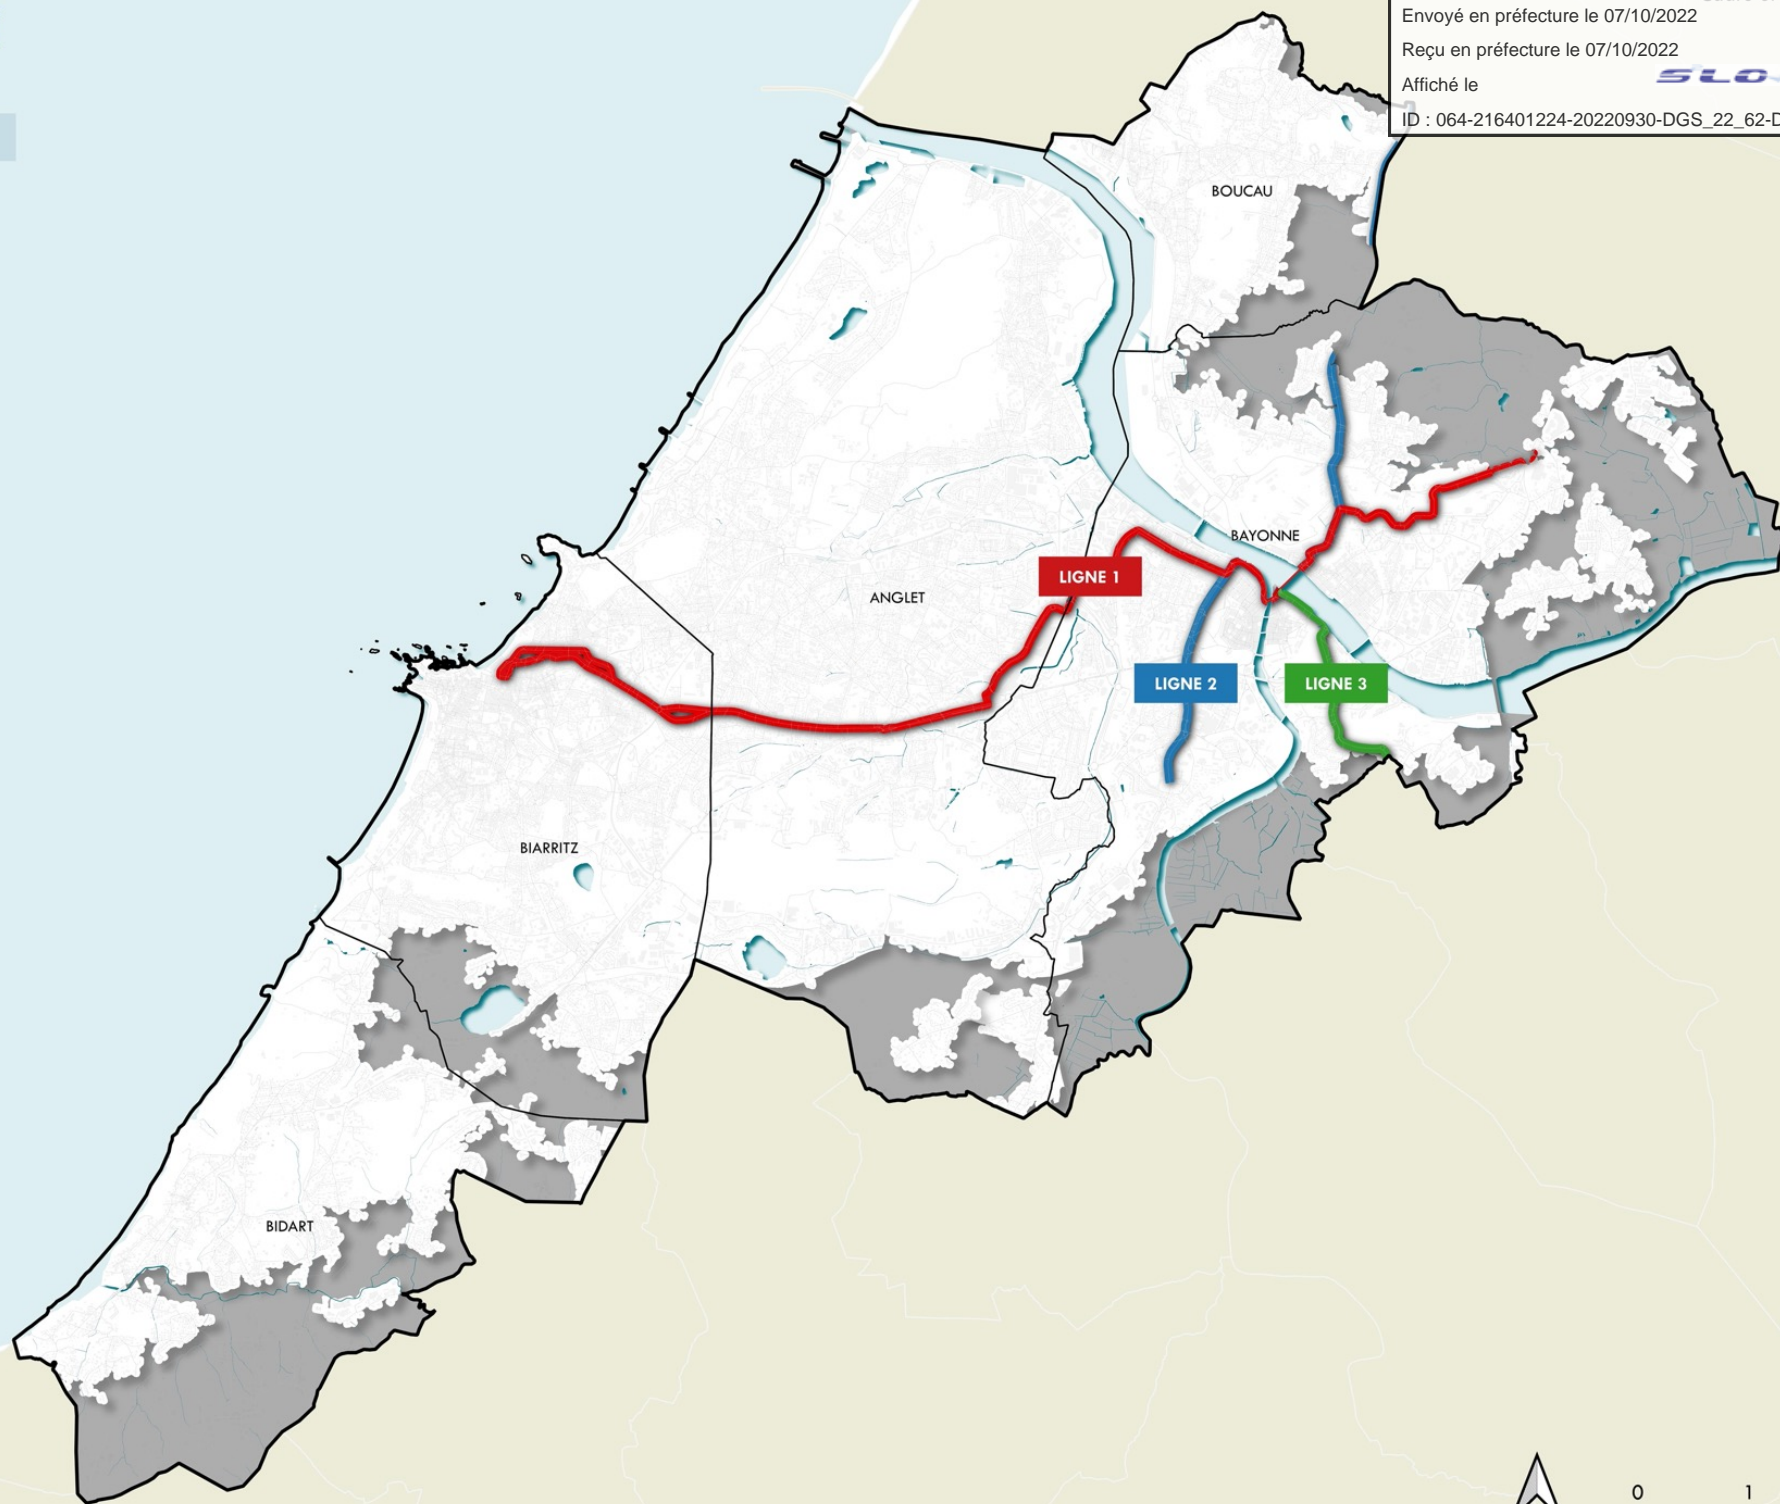 Envoyé en préfecture le 07/10/2022
Reçu en préfecture le 07/10/2022
Affiché le
SLO
ID : 064-216401224-20220930-DGS_22_62-D
BOUCAU
BAYONNE
LIGNE 1
ANGLET
LIGNE 2
LIGNE 3
BIARRITZ
BIDART
0 1